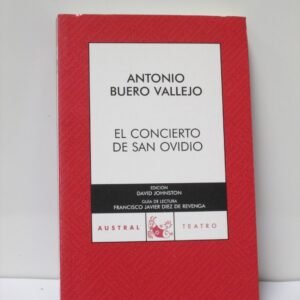 ANTONIO
BUERO VALLEJO
EL CONCIERTO
DE SAN OVIDIO
EDICIÓN
DAVID JOHNSTON
GUÍA DE LECTURA
FRANCISCO JAVIER DÍEZ DE REVENGA
AUSTRAL TEATRO